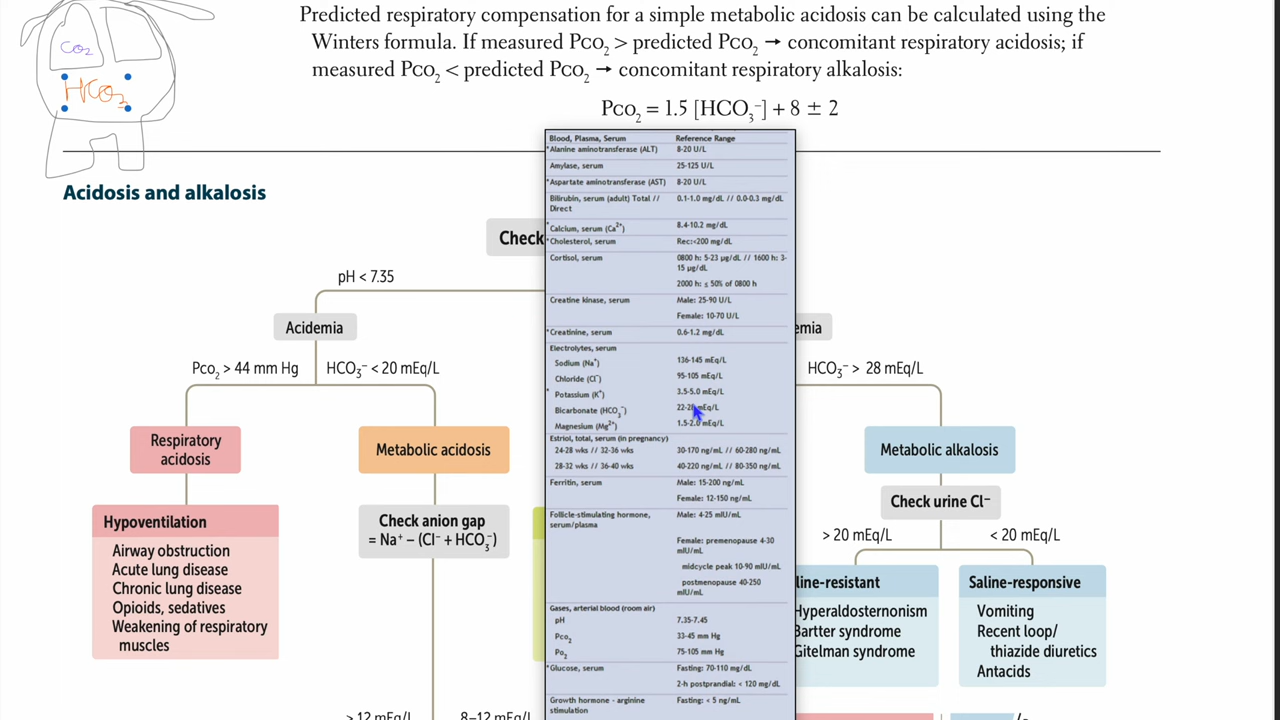 Predicted respiratory compensation for a simple metabolic acidosis can be calculated using the
Winters formula. If measured Pco₂ > predicted Pco₂ → concomitant respiratory acidosis; if
measured Pco₂ < predicted Pco₂ → concomitant respiratory alkalosis:
Pco₂ = 1.5 [HCO₃⁻] + 8 ± 2
CO₂
HCO₃
Acidosis and alkalosis
Check
pH < 7.35
Acidemia
Pco₂ > 44 mm Hg
HCO₃⁻ < 20 mEq/L
Respiratory
acidosis
Metabolic acidosis
Hypoventilation
Airway obstruction
Acute lung disease
Chronic lung disease
Opioids, sedatives
Weakening of respiratory
muscles
Check anion gap
= Na⁺ − (Cl⁻ + HCO₃⁻)
> 12 mEq/L
8–12 mEq/L
Blood, Plasma, Serum Reference Range
*Alanine aminotransferase (ALT) 8-20 U/L
Amylase, serum 25-125 U/L
*Aspartate aminotransferase (AST) 8-20 U/L
Bilirubin, serum (adult) Total // 0.1-1.0 mg/dL // 0.0-0.3 mg/dL
Direct
*Calcium, serum (Ca²⁺) 8.4-10.2 mg/dL
*Cholesterol, serum Rec:<200 mg/dL
Cortisol, serum 0800 h: 5-23 µg/dL // 1600 h: 3-
15 µg/dL
2000 h: ≤ 50% of 0800 h
Creatine kinase, serum Male: 25-90 U/L
Female: 10-70 U/L
*Creatinine, serum 0.6-1.2 mg/dL
Electrolytes, serum
Sodium (Na⁺) 136-145 mEq/L
Chloride (Cl⁻) 95-105 mEq/L
* Potassium (K⁺) 3.5-5.0 mEq/L
Bicarbonate (HCO₃⁻) 22- mEq/L
Magnesium (Mg²⁺) 1.5-2.0 mEq/L
Estriol, total, serum (in pregnancy)
24-28 wks // 32-36 wks 30-170 ng/mL // 60-280 ng/mL
28-32 wks // 36-40 wks 40-220 ng/mL // 80-350 ng/mL
Ferritin, serum Male: 15-200 ng/mL
Female: 12-150 ng/mL
Follicle-stimulating hormone, Male: 4-25 mIU/mL
serum/plasma
Female: premenopause 4-30
mIU/mL
midcycle peak 10-90 mIU/mL
postmenopause 40-250
mIU/mL
Gases, arterial blood (room air)
pH 7.35-7.45
Pco₂ 33-45 mm Hg
Po₂ 75-105 mm Hg
*Glucose, serum Fasting: 70-110 mg/dL
2-h postprandial: < 120 mg/dL
Growth hormone - arginine Fasting: < 5 ng/mL
stimulation
emia
HCO₃⁻ > 28 mEq/L
Metabolic alkalosis
Check urine Cl⁻
> 20 mEq/L
< 20 mEq/L
line-resistant
Hyperaldosternonism
Bartter syndrome
Gitelman syndrome
Saline-responsive
Vomiting
Recent loop/
thiazide diuretics
Antacids